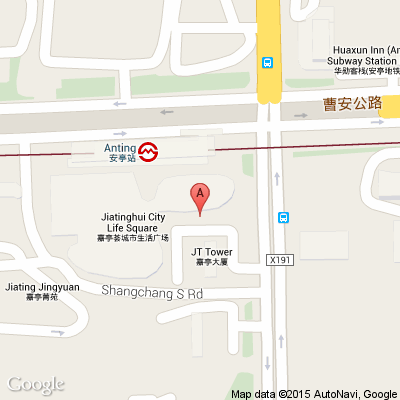 Huaxun Inn (An
Subway Station
华勋客栈(安亭地铁
曹安公路
Anting
安亭站
A
Jiatinghui City
Life Square
嘉亭荟城市生活广场
JT Tower
嘉亭大厦
X191
Jiating Jingyuan
嘉亭菁苑
Shangchang S Rd
Google
Map data ©2015 AutoNavi, Google